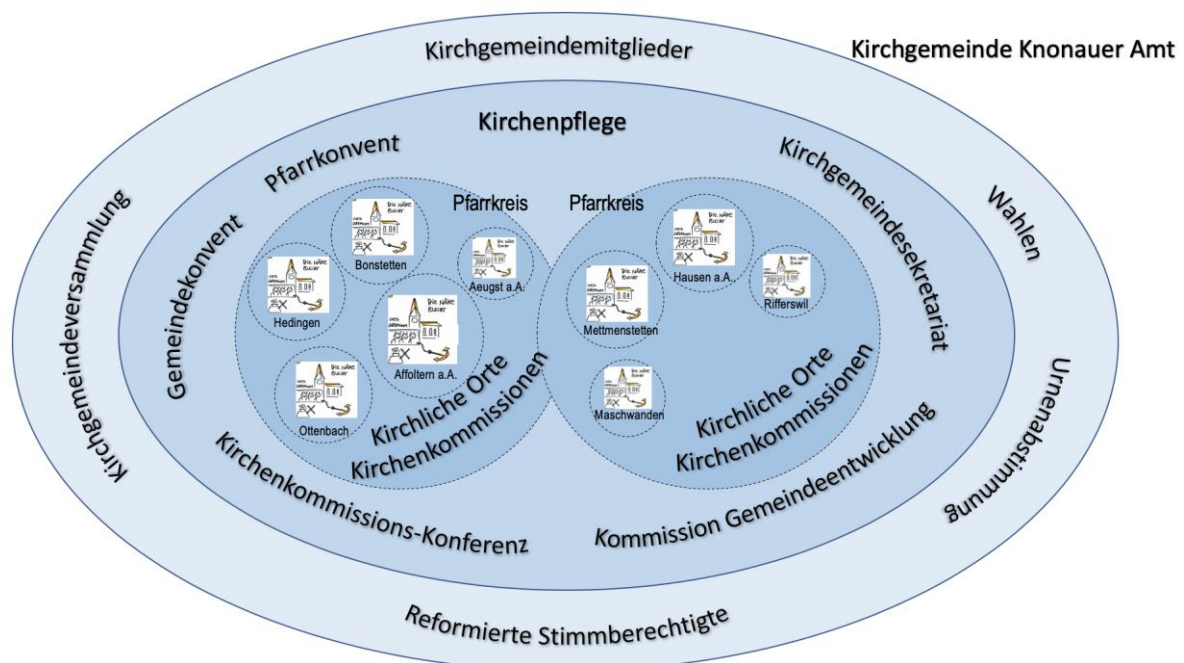 Kirchgemeindemitglieder
Kirchgemeinde Knonauer Amt
Kirchenpflege
Pfarrkonvent
Kirchgemeindesekretariat
Gemeindekonvent
Kirchgemeindeversammlung
Wahlen
Urnenabstimmung
Pfarrkreis
Pfarrkreis
Bonstetten
Aeugst a.A.
Hausen a.A.
Rifferswil
Hedingen
Mettmenstetten
Affoltern a.A.
Ottenbach
Maschwanden
Kirchliche Orte
Kirchenkommissionen
Kirchliche Orte
Kirchenkommissionen
Kirchenkommissions-Konferenz
Kommission Gemeindeentwicklung
Reformierte Stimmberechtigte